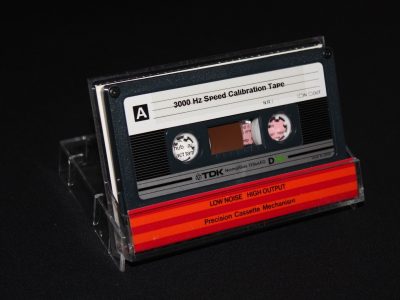 A
3000 Hz Speed Calibration Tape
N.R.
TDK
D
LOW NOISE HIGH OUTPUT
Precision Cassette Mechanism